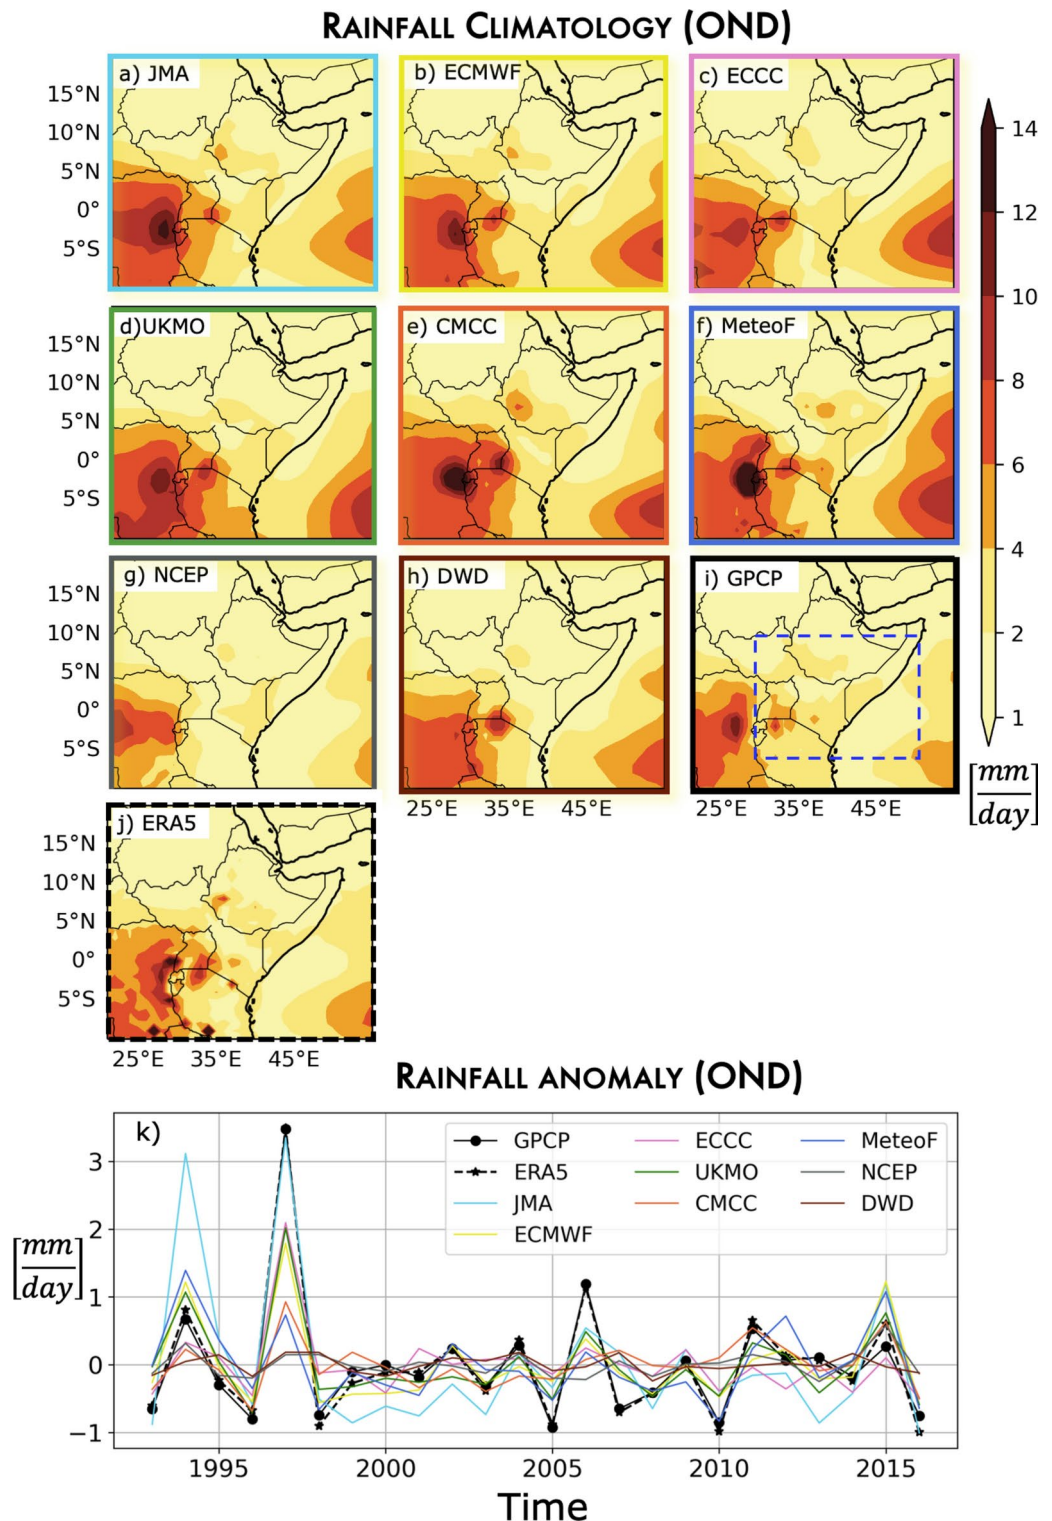 RAINFALL CLIMATOLOGY (OND)
a) JMA
b) ECMWF
c) ECCC
15°N
10°N
5°N
0°
5°S
14
12
10
8
6
4
2
1
d)UKMO
e) CMCC
f) MeteoF
15°N
10°N
5°N
0°
5°S
g) NCEP
h) DWD
i) GPCP
15°N
10°N
5°N
0°
5°S
25°E 35°E 45°E
25°E 35°E 45°E
[mm/day]
j) ERA5
15°N
10°N
5°N
0°
5°S
25°E 35°E 45°E
RAINFALL ANOMALY (OND)
k)
GPCP
ERA5
JMA
ECMWF
ECCC
UKMO
CMCC
MeteoF
NCEP
DWD
3
2
1
0
−1
[mm/day]
1995 2000 2005 2010 2015
Time